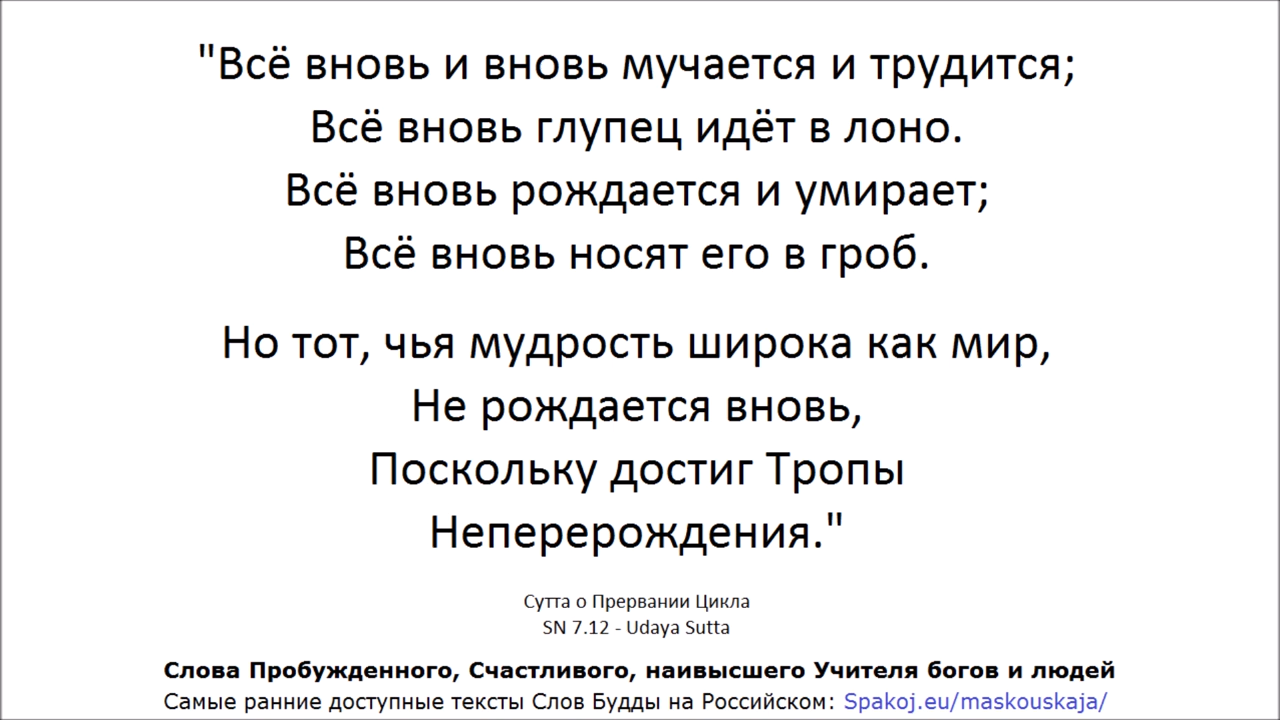 "Всё вновь и вновь мучается и трудится;
Всё вновь глупец идёт в лоно.
Всё вновь рождается и умирает;
Всё вновь носят его в гроб.
Но тот, чья мудрость широка как мир,
Не рождается вновь,
Поскольку достиг Тропы
Неперерождения."
Сутта о Прервании Цикла
SN 7.12 - Udaya Sutta
Слова Пробужденного, Счастливого, наивысшего Учителя богов и людей
Самые ранние доступные тексты Слов Будды на Российском: Spakoj.eu/maskouskaja/